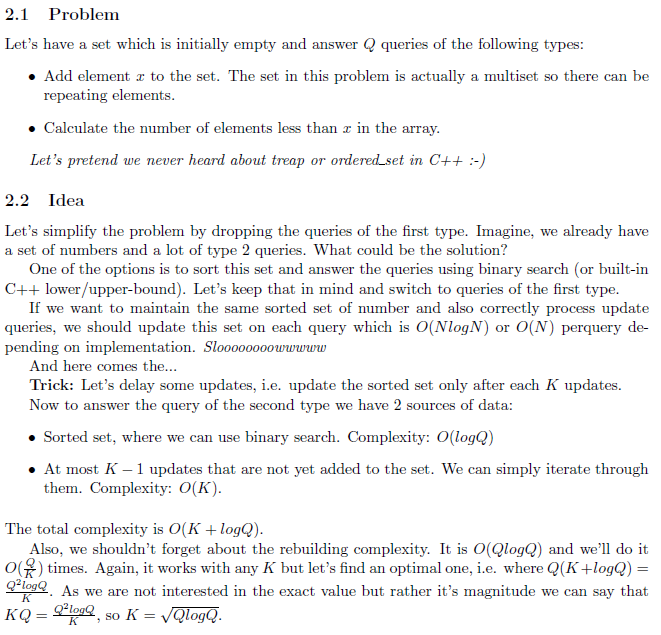 2.1 Problem
Let's have a set which is initially empty and answer Q queries of the following types:
• Add element x to the set. The set in this problem is actually a multiset so there can be
repeating elements.
• Calculate the number of elements less than x in the array.
Let's pretend we never heard about treap or ordered_set in C++ :-)
2.2 Idea
Let's simplify the problem by dropping the queries of the first type. Imagine, we already have
a set of numbers and a lot of type 2 queries. What could be the solution?
One of the options is to sort this set and answer the queries using binary search (or built-in
C++ lower/upper-bound). Let's keep that in mind and switch to queries of the first type.
If we want to maintain the same sorted set of number and also correctly process update
queries, we should update this set on each query which is O(NlogN) or O(N) perquery de-
pending on implementation. Sloooooooowwwww
And here comes the...
Trick: Let's delay some updates, i.e. update the sorted set only after each K updates.
Now to answer the query of the second type we have 2 sources of data:
• Sorted set, where we can use binary search. Complexity: O(logQ)
• At most K − 1 updates that are not yet added to the set. We can simply iterate through
them. Complexity: O(K).
The total complexity is O(K + logQ).
Also, we shouldn't forget about the rebuilding complexity. It is O(QlogQ) and we'll do it
O(Q/K) times. Again, it works with any K but let's find an optimal one, i.e. where Q(K+logQ) =
Q²logQ/K. As we are not interested in the exact value but rather it's magnitude we can say that
KQ = Q²logQ/K, so K = √QlogQ.